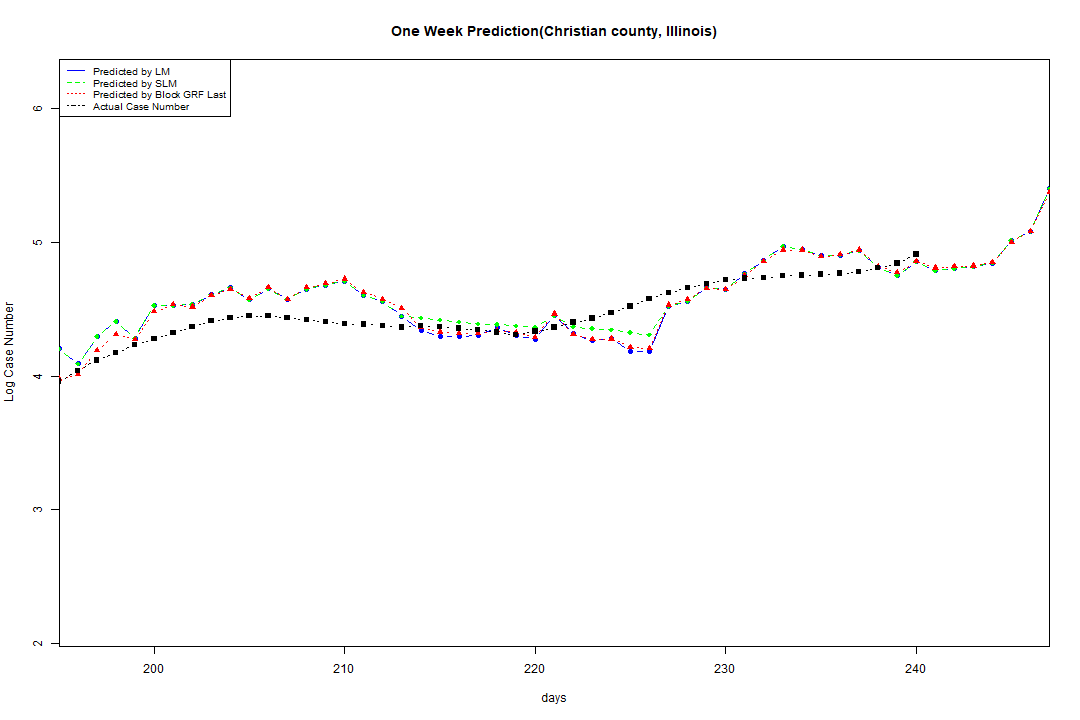 One Week Prediction(Christian county, Illinois)
Predicted by LM
Predicted by SLM
Predicted by Block GRF Last
Actual Case Number
6
5
4
3
2
Log Case Number
200 210 220 230 240
days